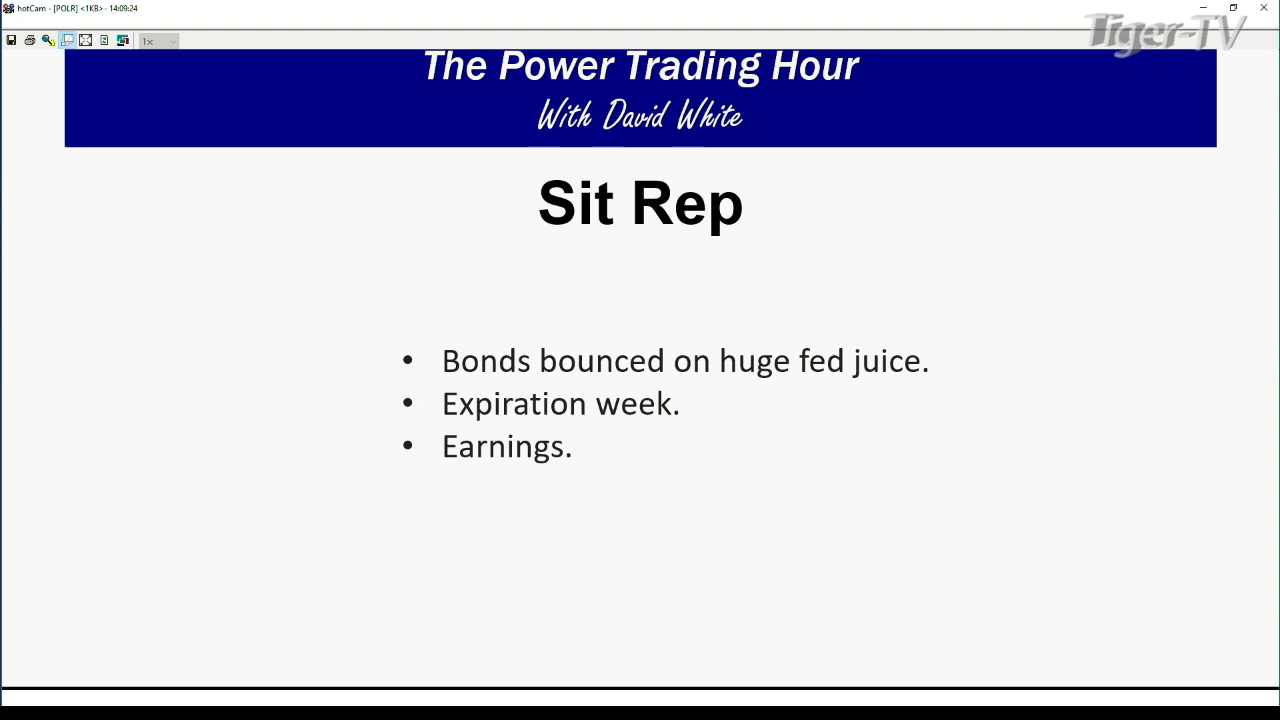 hotCam - [POLR] <1KB> - 14:09:24
Tiger-TV
1x
The Power Trading Hour
With David White
Sit Rep
• Bonds bounced on huge fed juice.
• Expiration week.
• Earnings.